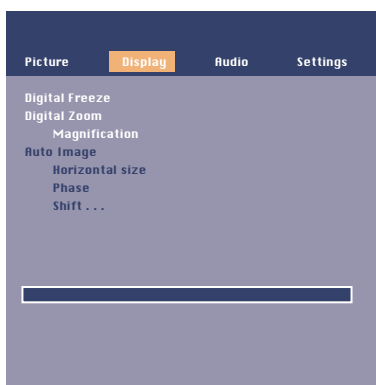 Picture Display Audio Settings
Digital Freeze
Digital Zoom
Magnification
Auto Image
Horizontal size
Phase
Shift . . .